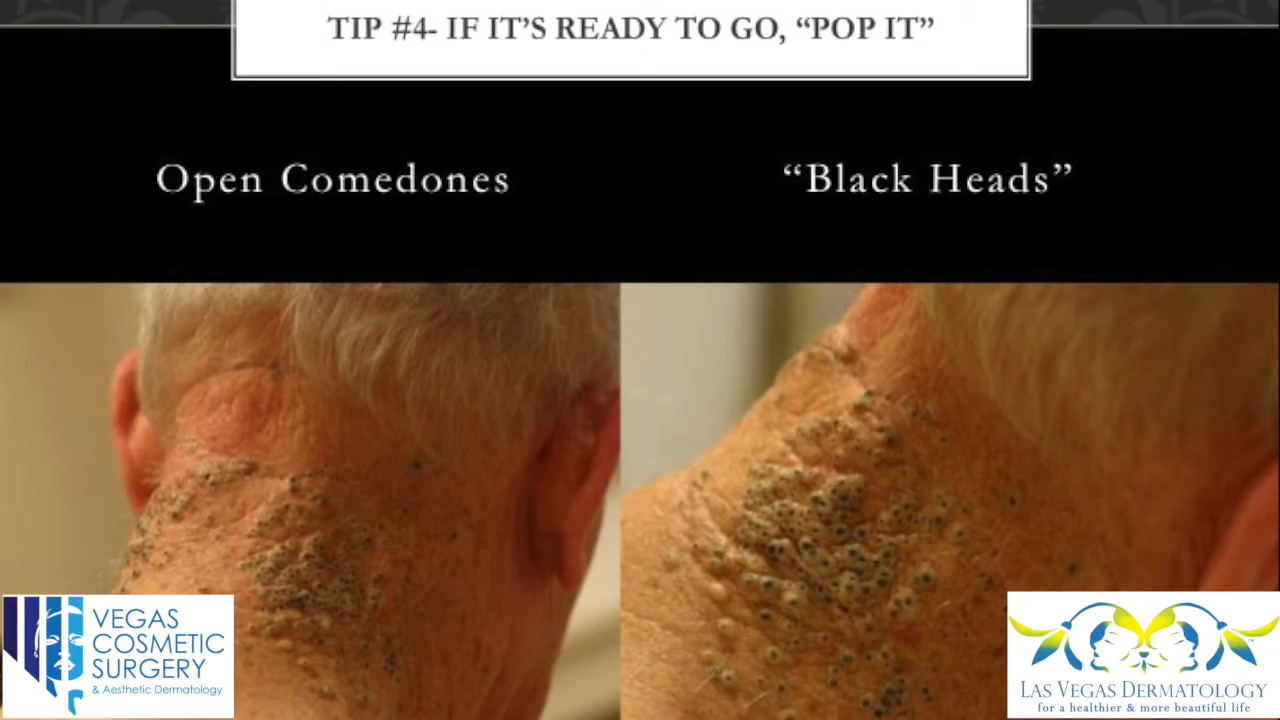 TIP #4- IF IT'S READY TO GO, “POP IT”
Open Comedones
“Black Heads”
VEGAS
COSMETIC
SURGERY
& Aesthetic Dermatology
LAS VEGAS DERMATOLOGY
for a healthier & more beautiful life